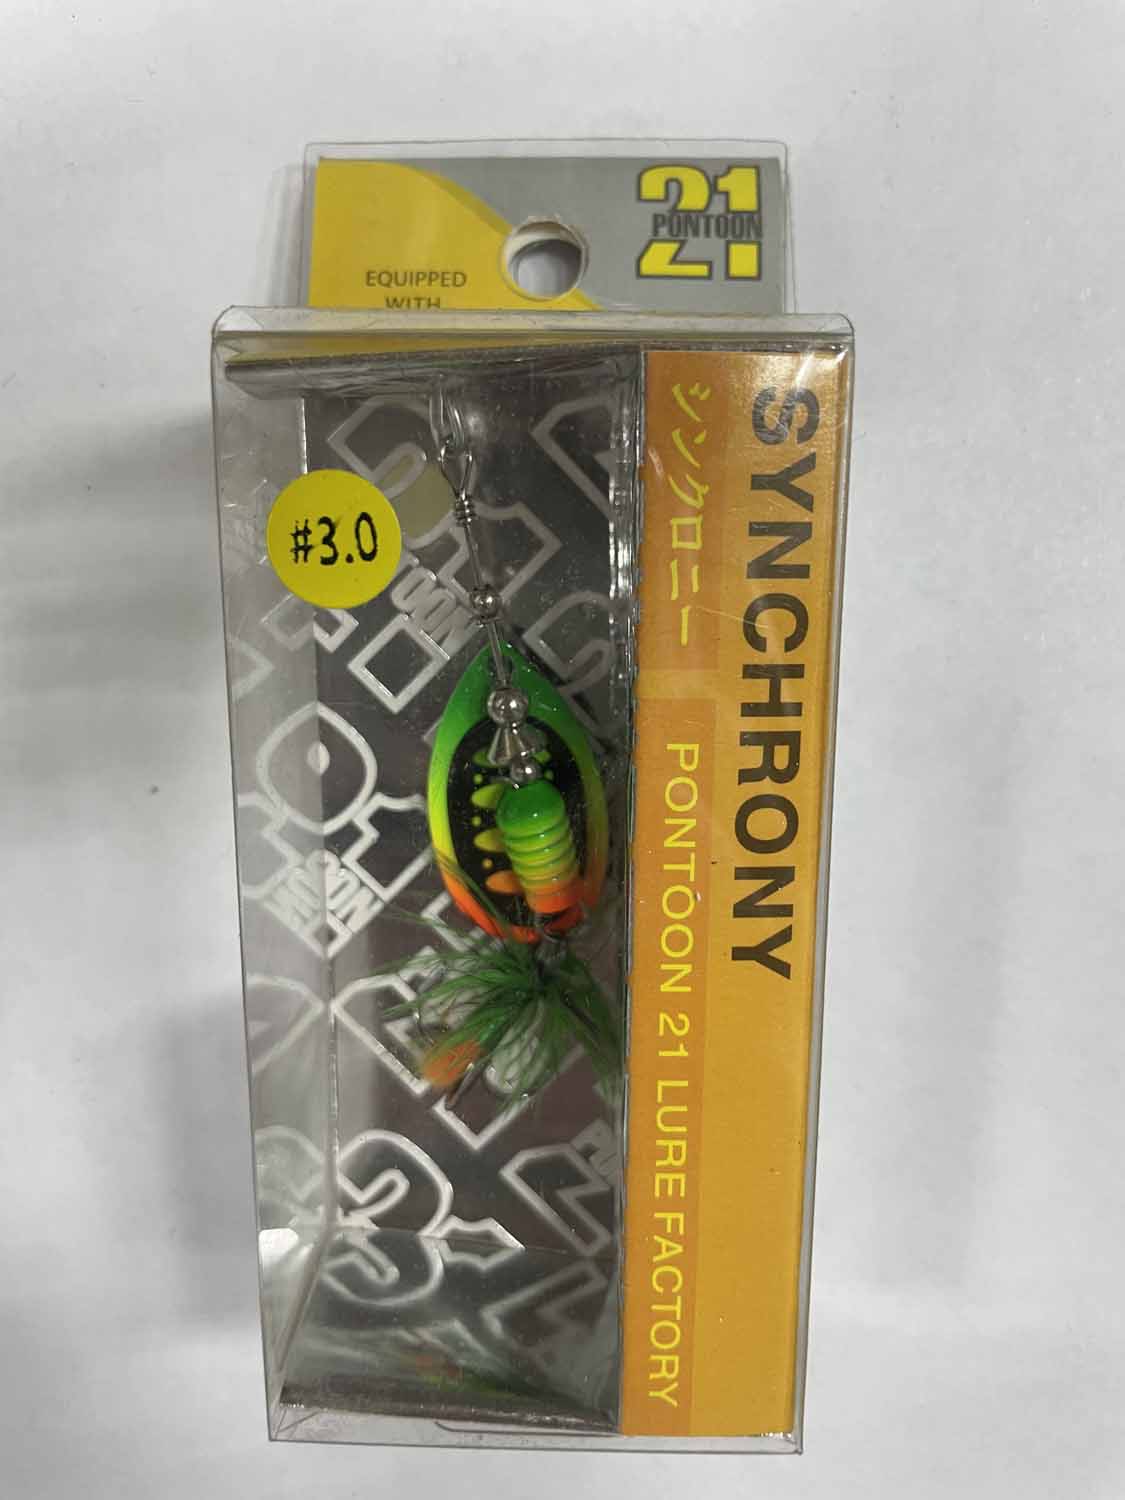 21
PONTOON
EQUIPPED
WITH
#3.0
SYNCHRONY
シンクロニー
PONTOON 21 LURE FACTORY